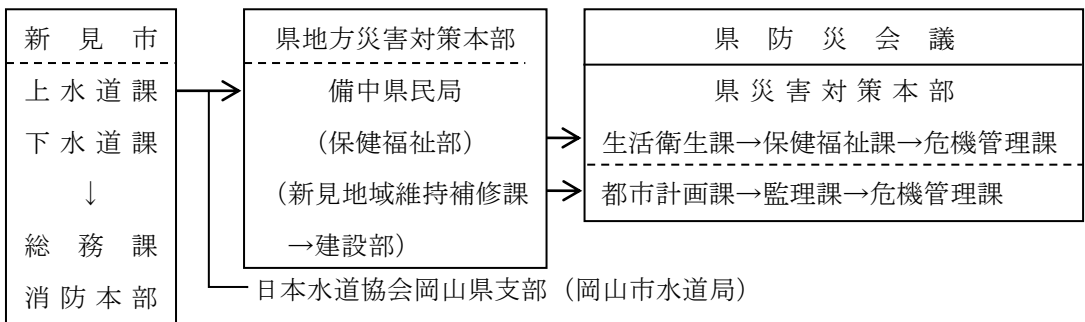 新見市
上水道課
下水道課
↓
総務課
消防本部
県地方災害対策本部
備中県民局
(保健福祉部)
(新見地域維持補修課
→建設部)
県防災会議
県災害対策本部
生活衛生課→保健福祉課→危機管理課
都市計画課→監理課→危機管理課
日本水道協会岡山県支部(岡山市水道局)